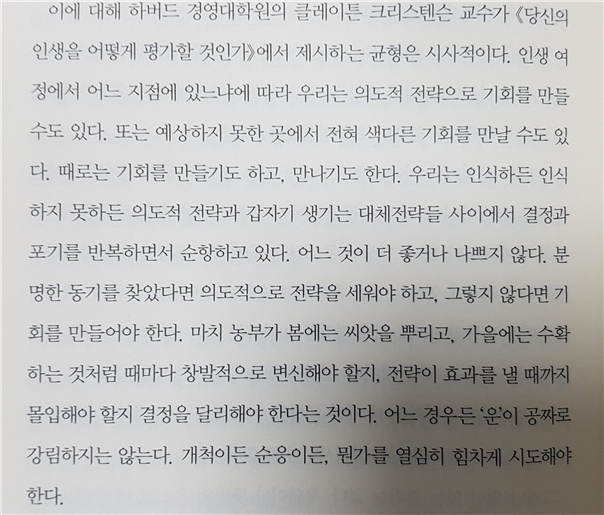 이에 대해 하버드 경영대학원의 클레이튼 크리스텐슨 교수가 《당신의
인생을 어떻게 평가할 것인가》에서 제시하는 균형은 시사적이다. 인생 여
정에서 어느 지점에 있느냐에 따라 우리는 의도적 전략으로 기회를 만들
수도 있다. 또는 예상하지 못한 곳에서 전혀 색다른 기회를 만날 수도 있
다. 때로는 기회를 만들기도 하고, 만나기도 한다. 우리는 인식하든 인식
하지 못하든 의도적 전략과 갑자기 생기는 대체전략들 사이에서 결정과
포기를 반복하면서 순항하고 있다. 어느 것이 더 좋거나 나쁘지 않다. 분
명한 동기를 찾았다면 의도적으로 전략을 세워야 하고, 그렇지 않다면 기
회를 만들어야 한다. 마치 농부가 봄에는 씨앗을 뿌리고, 가을에는 수확
하는 것처럼 때마다 창발적으로 변신해야 할지, 전략이 효과를 낼 때까지
몰입해야 할지 결정을 달리해야 한다는 것이다. 어느 경우든 ‘운’이 공짜로
강림하지는 않는다. 개척이든 순응이든, 뭔가를 열심히 힘차게 시도해야
한다.